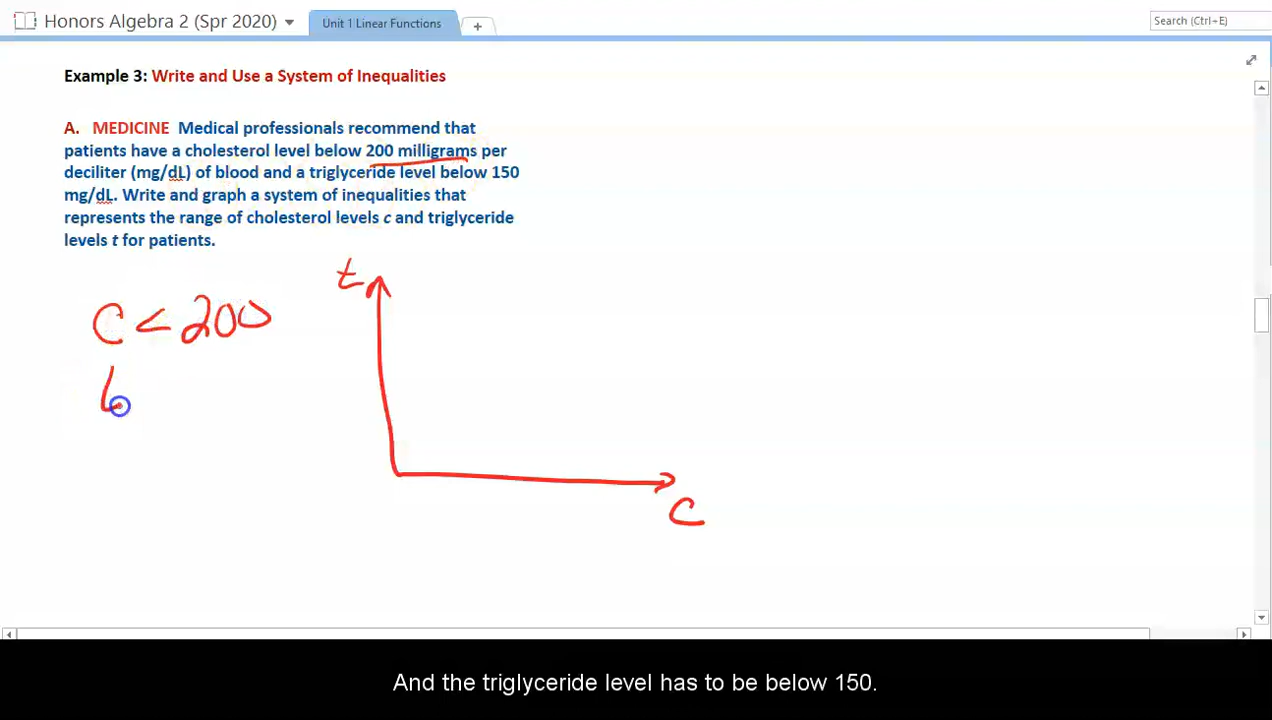 Honors Algebra 2 (Spr 2020)
Unit 1 Linear Functions
Search (Ctrl+E)
Example 3: Write and Use a System of Inequalities
A. MEDICINE Medical professionals recommend that
patients have a cholesterol level below 200 milligrams per
deciliter (mg/dL) of blood and a triglyceride level below 150
mg/dL. Write and graph a system of inequalities that
represents the range of cholesterol levels c and triglyceride
levels t for patients.
t
c < 200
c
And the triglyceride level has to be below 150.